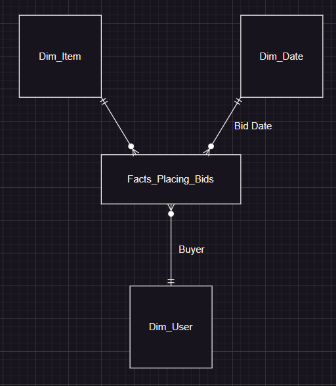 Dim_Item
Dim_Date
Bid Date
Facts_Placing_Bids
Buyer
Dim_User